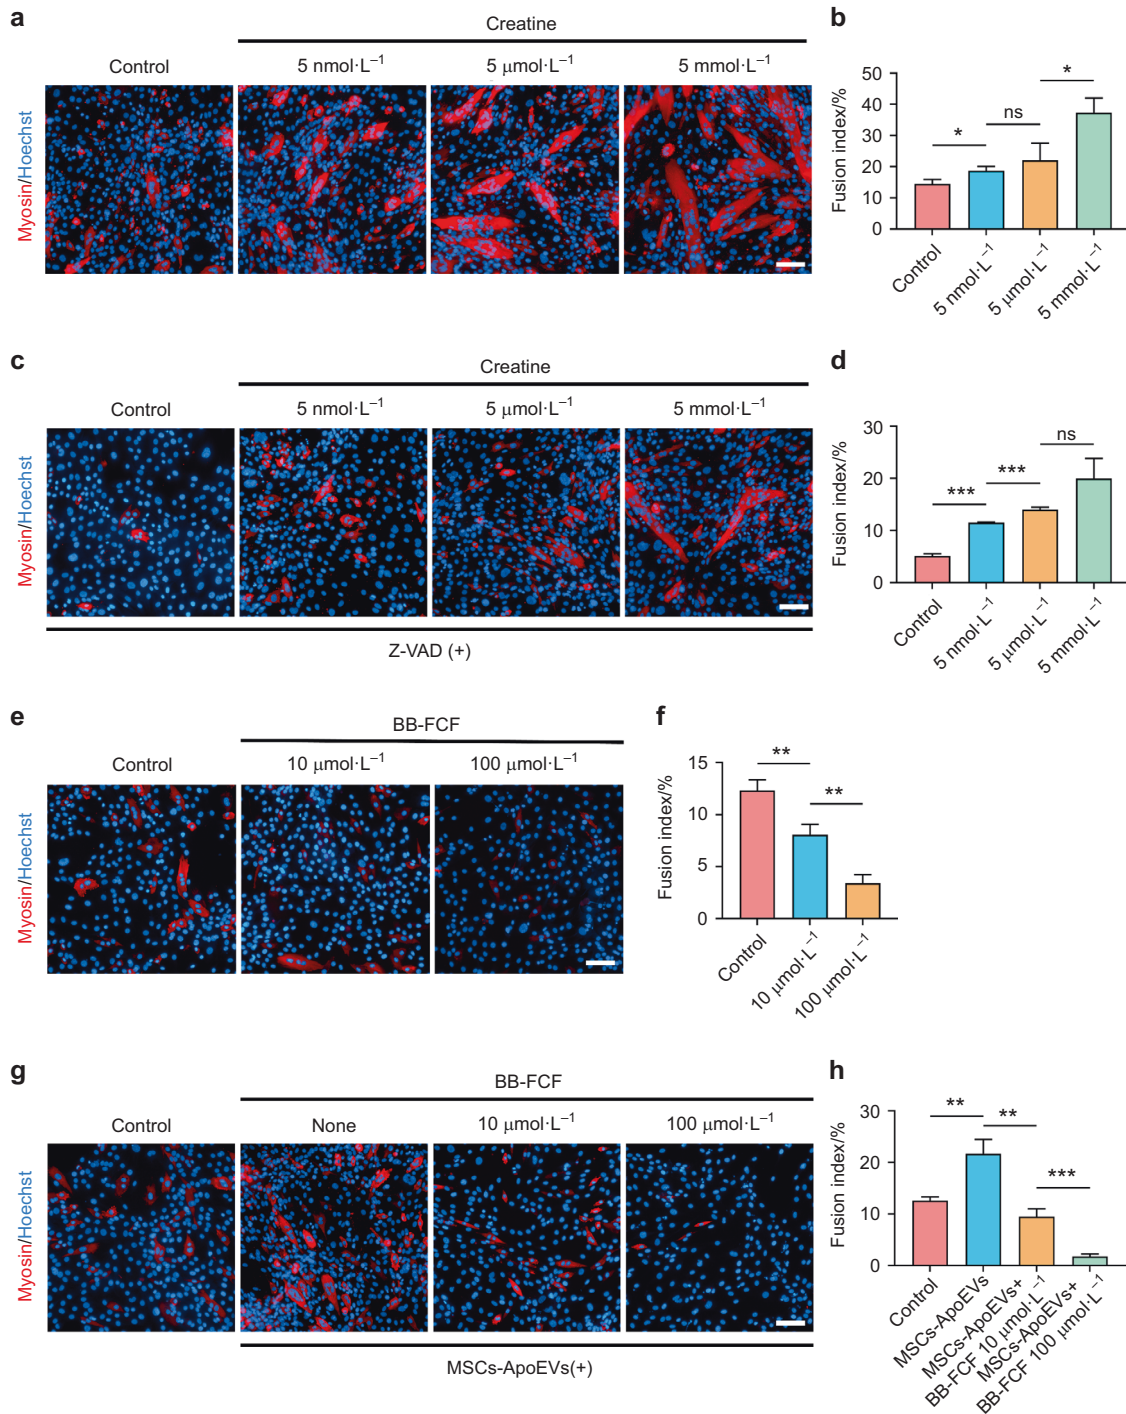 a
Creatine
Control
5 nmol·L⁻¹
5 μmol·L⁻¹
5 mmol·L⁻¹
Myosin/Hoechst
b
Fusion index/%
50
40
30
20
10
0
*
ns
*
Control
5 nmol·L⁻¹
5 μmol·L⁻¹
5 mmol·L⁻¹
c
Creatine
Control
5 nmol·L⁻¹
5 μmol·L⁻¹
5 mmol·L⁻¹
Myosin/Hoechst
Z-VAD (+)
d
Fusion index/%
30
20
10
0
***
***
ns
Control
5 nmol·L⁻¹
5 μmol·L⁻¹
5 mmol·L⁻¹
e
BB-FCF
Control
10 μmol·L⁻¹
100 μmol·L⁻¹
Myosin/Hoechst
f
Fusion index/%
15
10
5
0
**
**
Control
10 μmol·L⁻¹
100 μmol·L⁻¹
g
BB-FCF
Control
None
10 μmol·L⁻¹
100 μmol·L⁻¹
Myosin/Hoechst
MSCs-ApoEVs(+)
h
Fusion index/%
30
20
10
0
**
**
***
Control
MSCs-ApoEVs
MSCs-ApoEVs+
BB-FCF 10 μmol·L⁻¹
MSCs-ApoEVs+
BB-FCF 100 μmol·L⁻¹